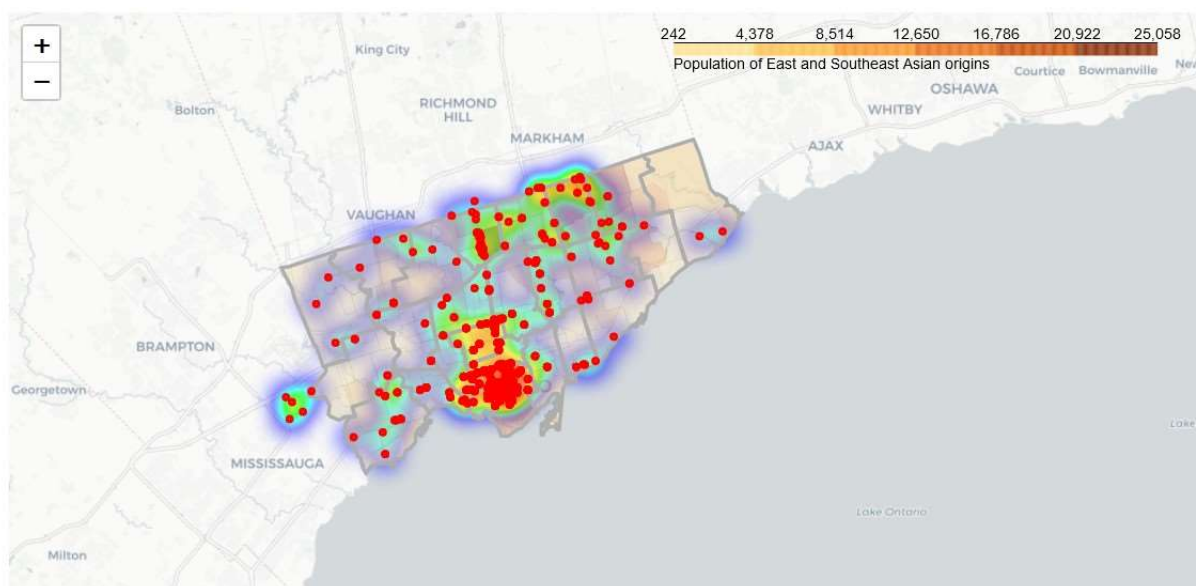 +
−
242 4,378 8,514 12,650 16,786 20,922 25,058
Population of East and Southeast Asian origins
King City
Courtice Bowmanville
OSHAWA
RICHMOND
HILL
Bolton
WHITBY
MARKHAM
AJAX
VAUGHAN
BRAMPTON
Georgetown
MISSISSAUGA
Lake Ontario
Milton